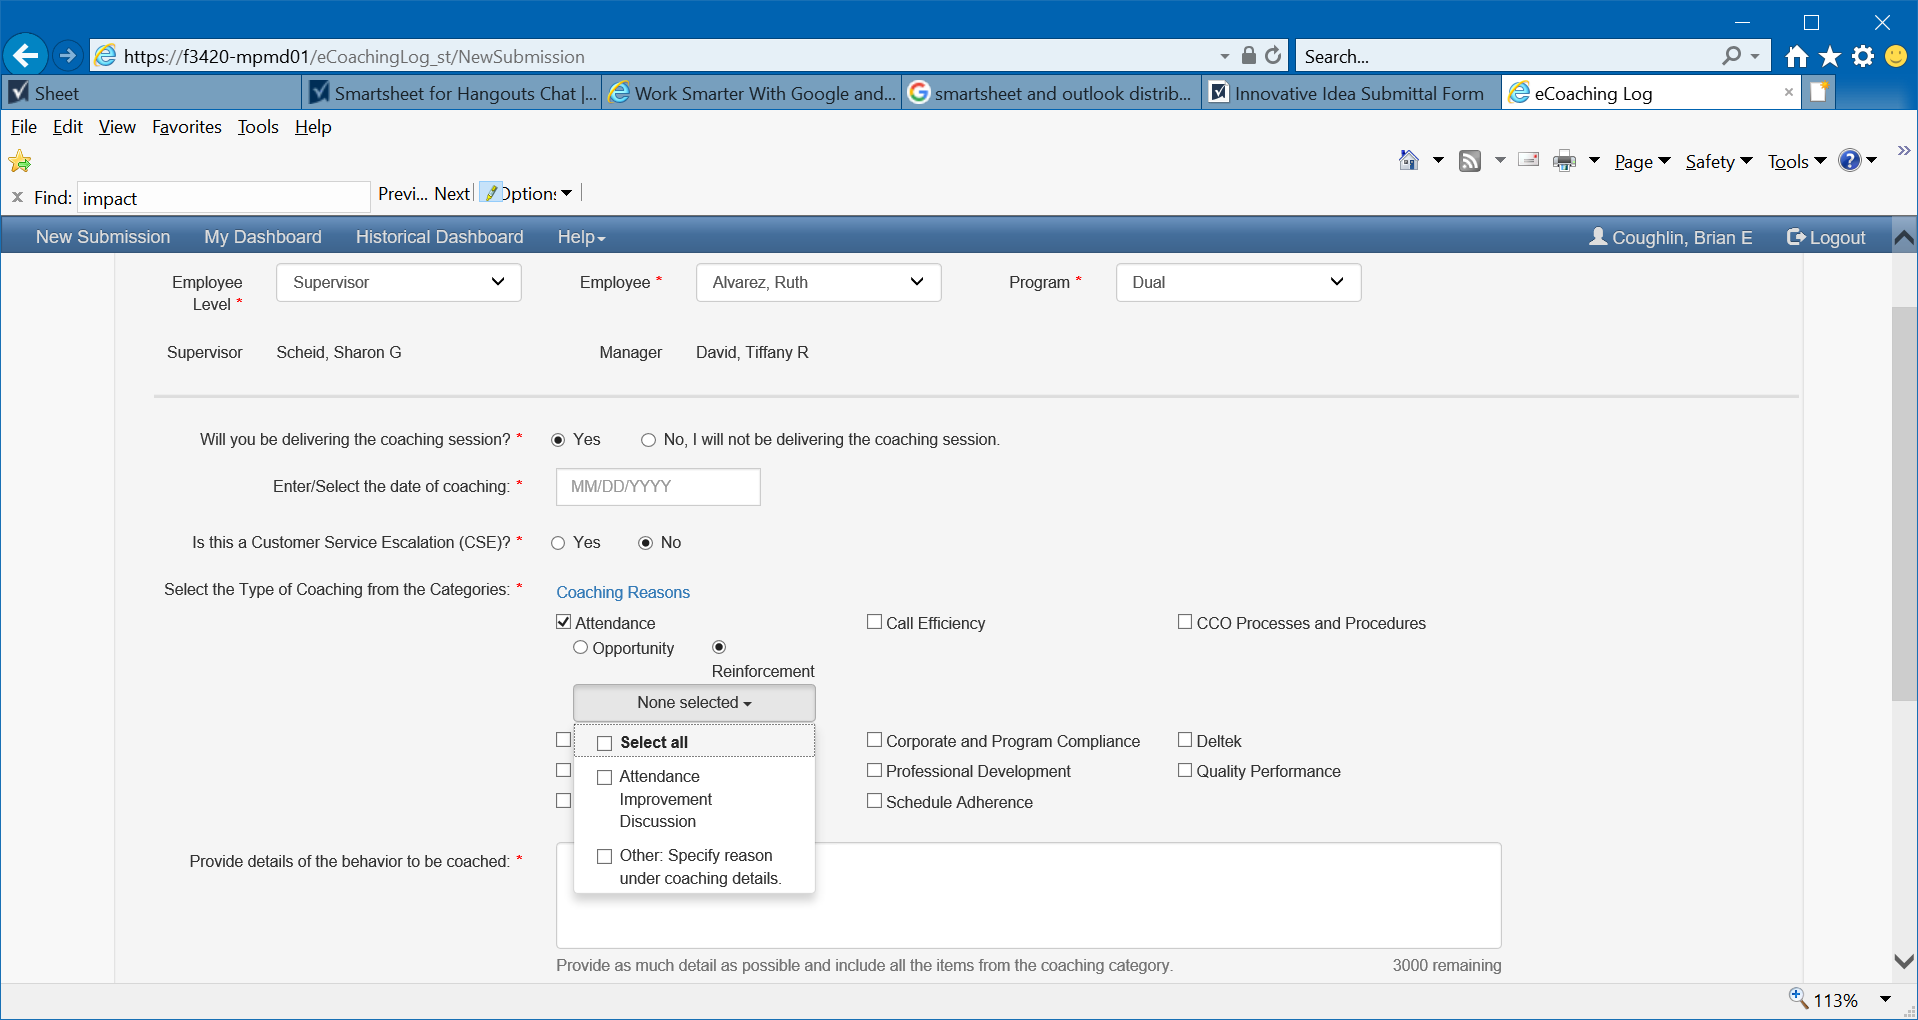 https://f3420-mpmd01/eCoachingLog_st/NewSubmission
Search...
Sheet
Smartsheet for Hangouts Chat |...
Work Smarter With Google and...
smartsheet and outlook distrib...
Innovative Idea Submittal Form
eCoaching Log
File Edit View Favorites Tools Help
Page Safety Tools
Find: impact Previ... Next Options
New Submission My Dashboard Historical Dashboard Help Coughlin, Brian E Logout
Employee Level * Supervisor Employee * Alvarez, Ruth Program * Dual
Supervisor Scheid, Sharon G Manager David, Tiffany R
Will you be delivering the coaching session? * Yes No, I will not be delivering the coaching session.
Enter/Select the date of coaching: * MM/DD/YYYY
Is this a Customer Service Escalation (CSE)? * Yes No
Select the Type of Coaching from the Categories: * Coaching Reasons
Attendance Call Efficiency CCO Processes and Procedures
Opportunity Reinforcement
None selected
Select all
Attendance
Improvement
Discussion
Other: Specify reason
under coaching details.
Corporate and Program Compliance Deltek
Professional Development Quality Performance
Schedule Adherence
Provide details of the behavior to be coached: *
Provide as much detail as possible and include all the items from the coaching category. 3000 remaining
113%